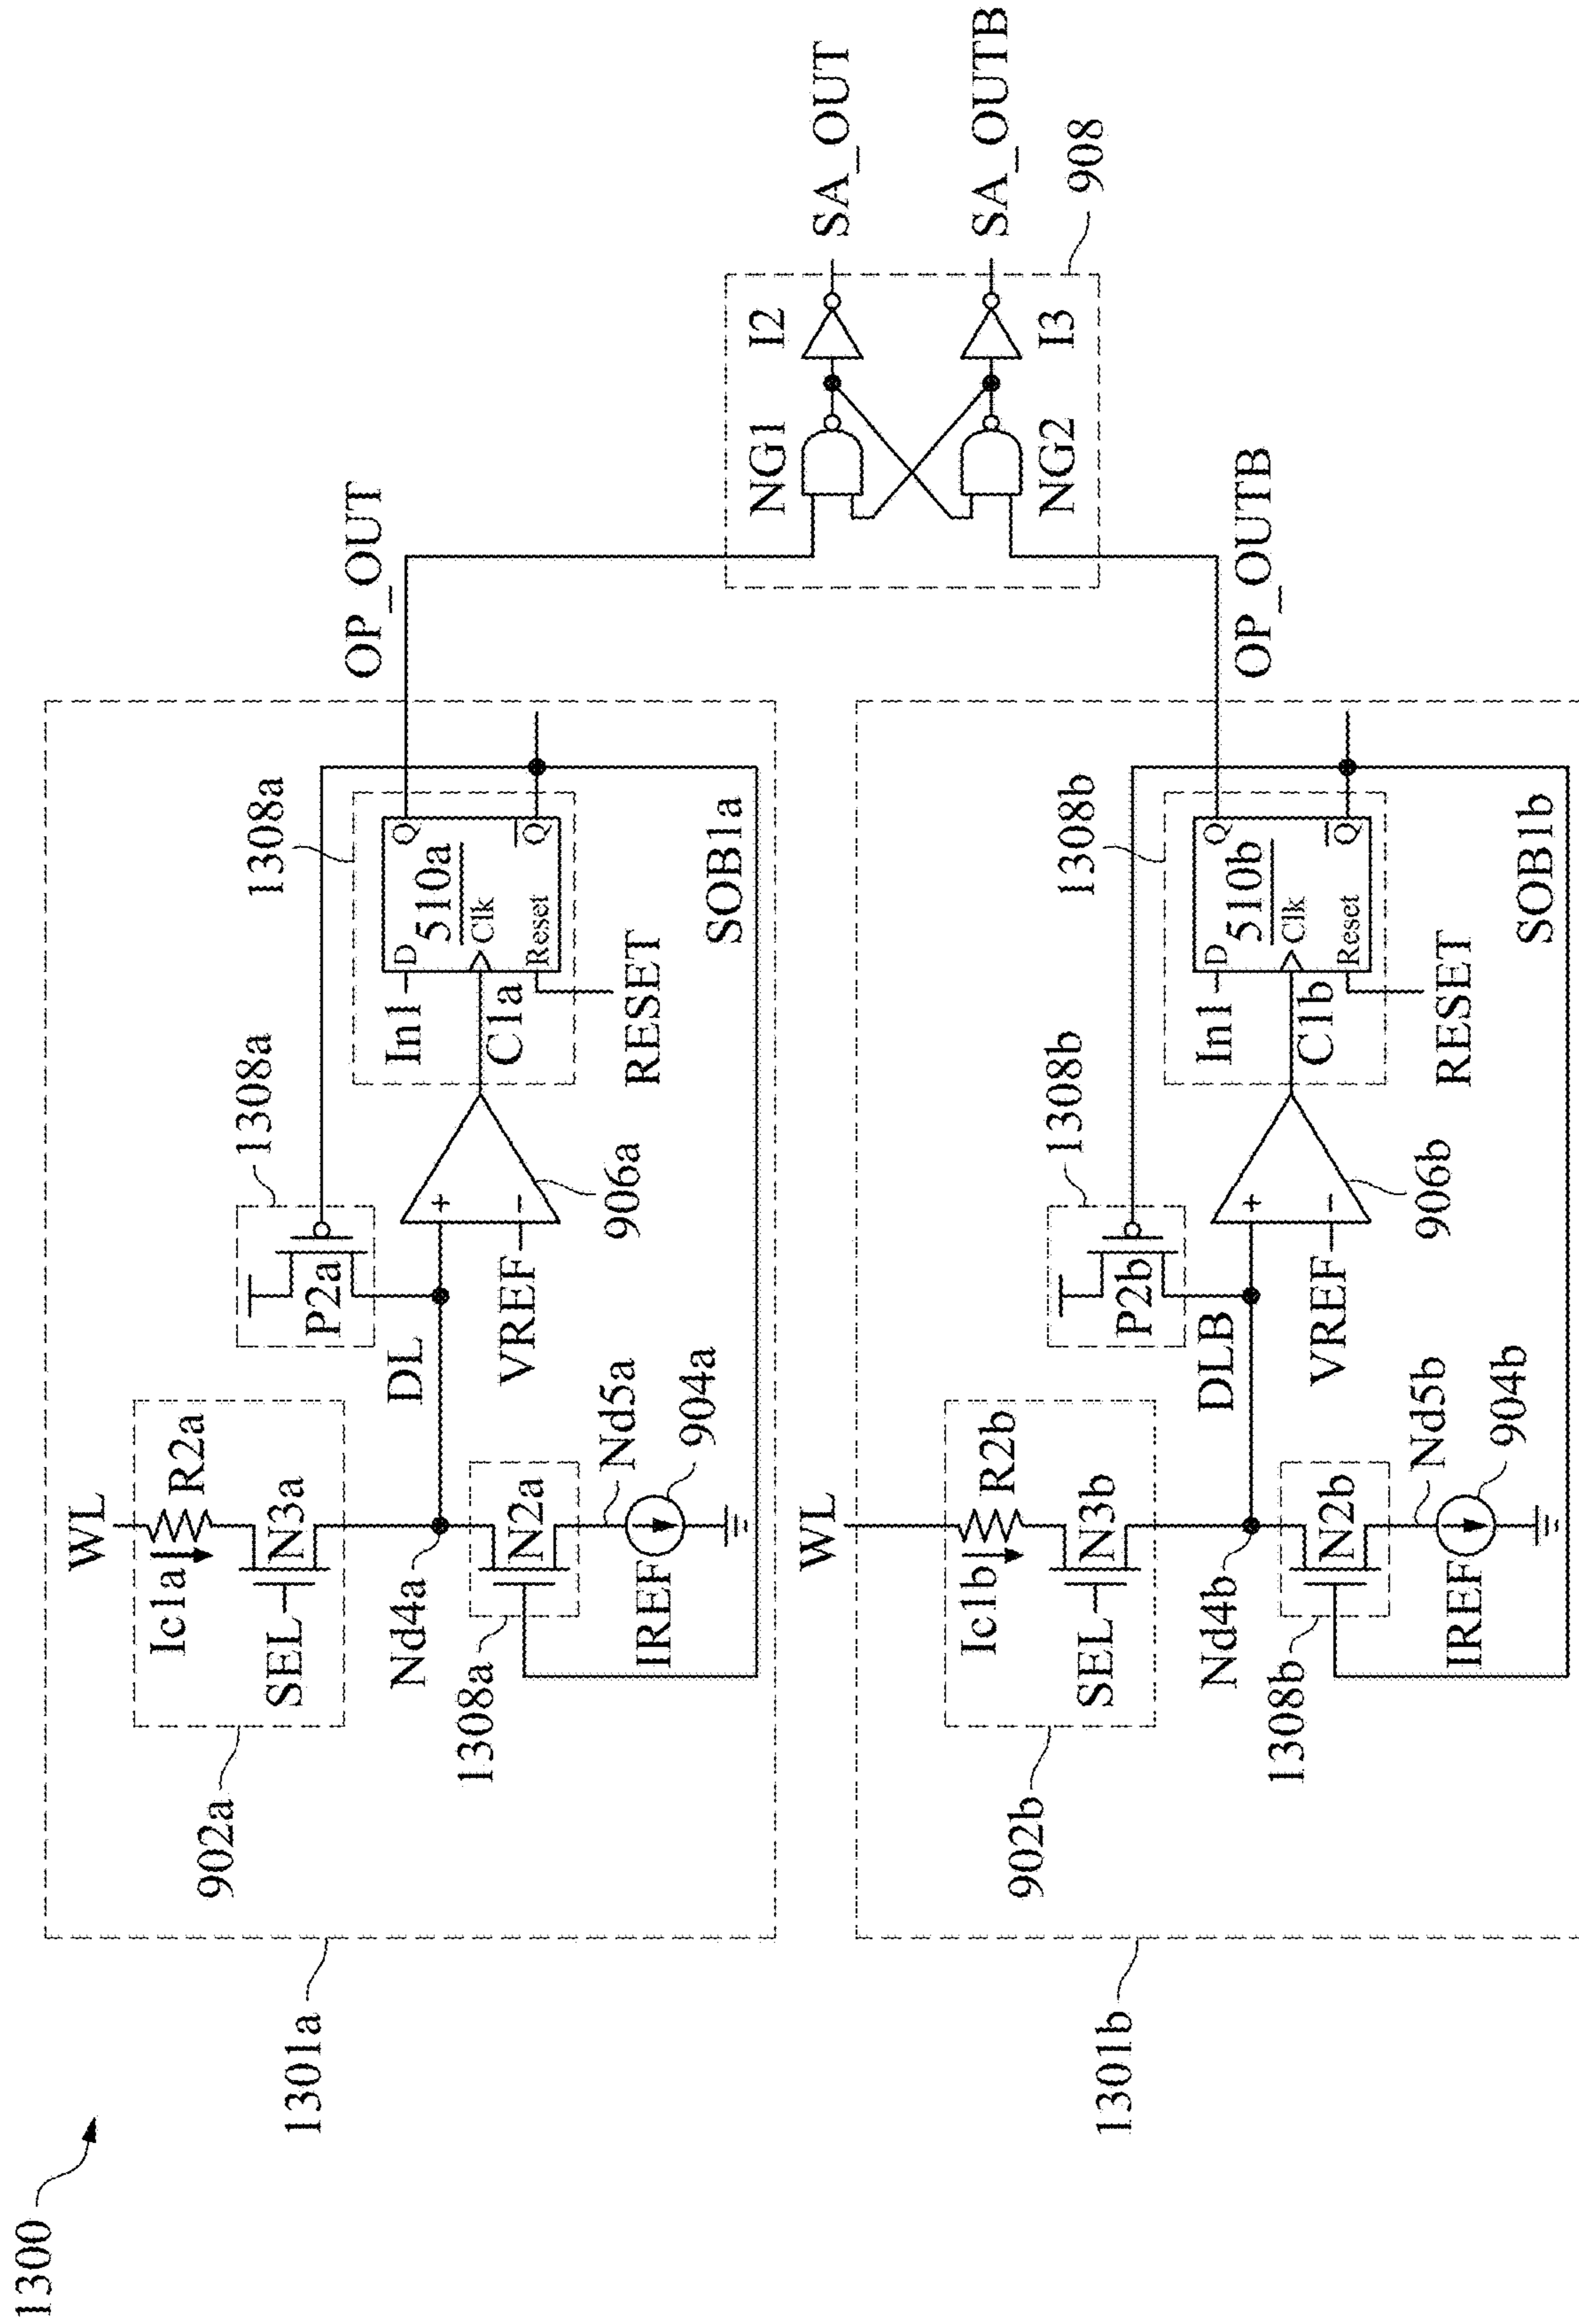 1300
1301a
902a
WL
Ic1a
R2a
SEL
N3a
Nd4a
DL
1308a
N2a
Nd5a
IREF
904a
1308a
P2a
VREF
+
-
906a
1308a
In1
D
Q
510a
Clk
C1a
Reset
Q
RESET
SOB1a
OP_OUT
1301b
902b
WL
Ic1b
R2b
SEL
N3b
Nd4b
DLB
1308b
N2b
Nd5b
IREF
904b
1308b
P2b
VREF
+
-
906b
1308b
In1
D
Q
510b
Clk
C1b
Reset
Q
RESET
SOB1b
OP_OUTB
NG1
I2
NG2
I3
SA_OUT
SA_OUTB
908